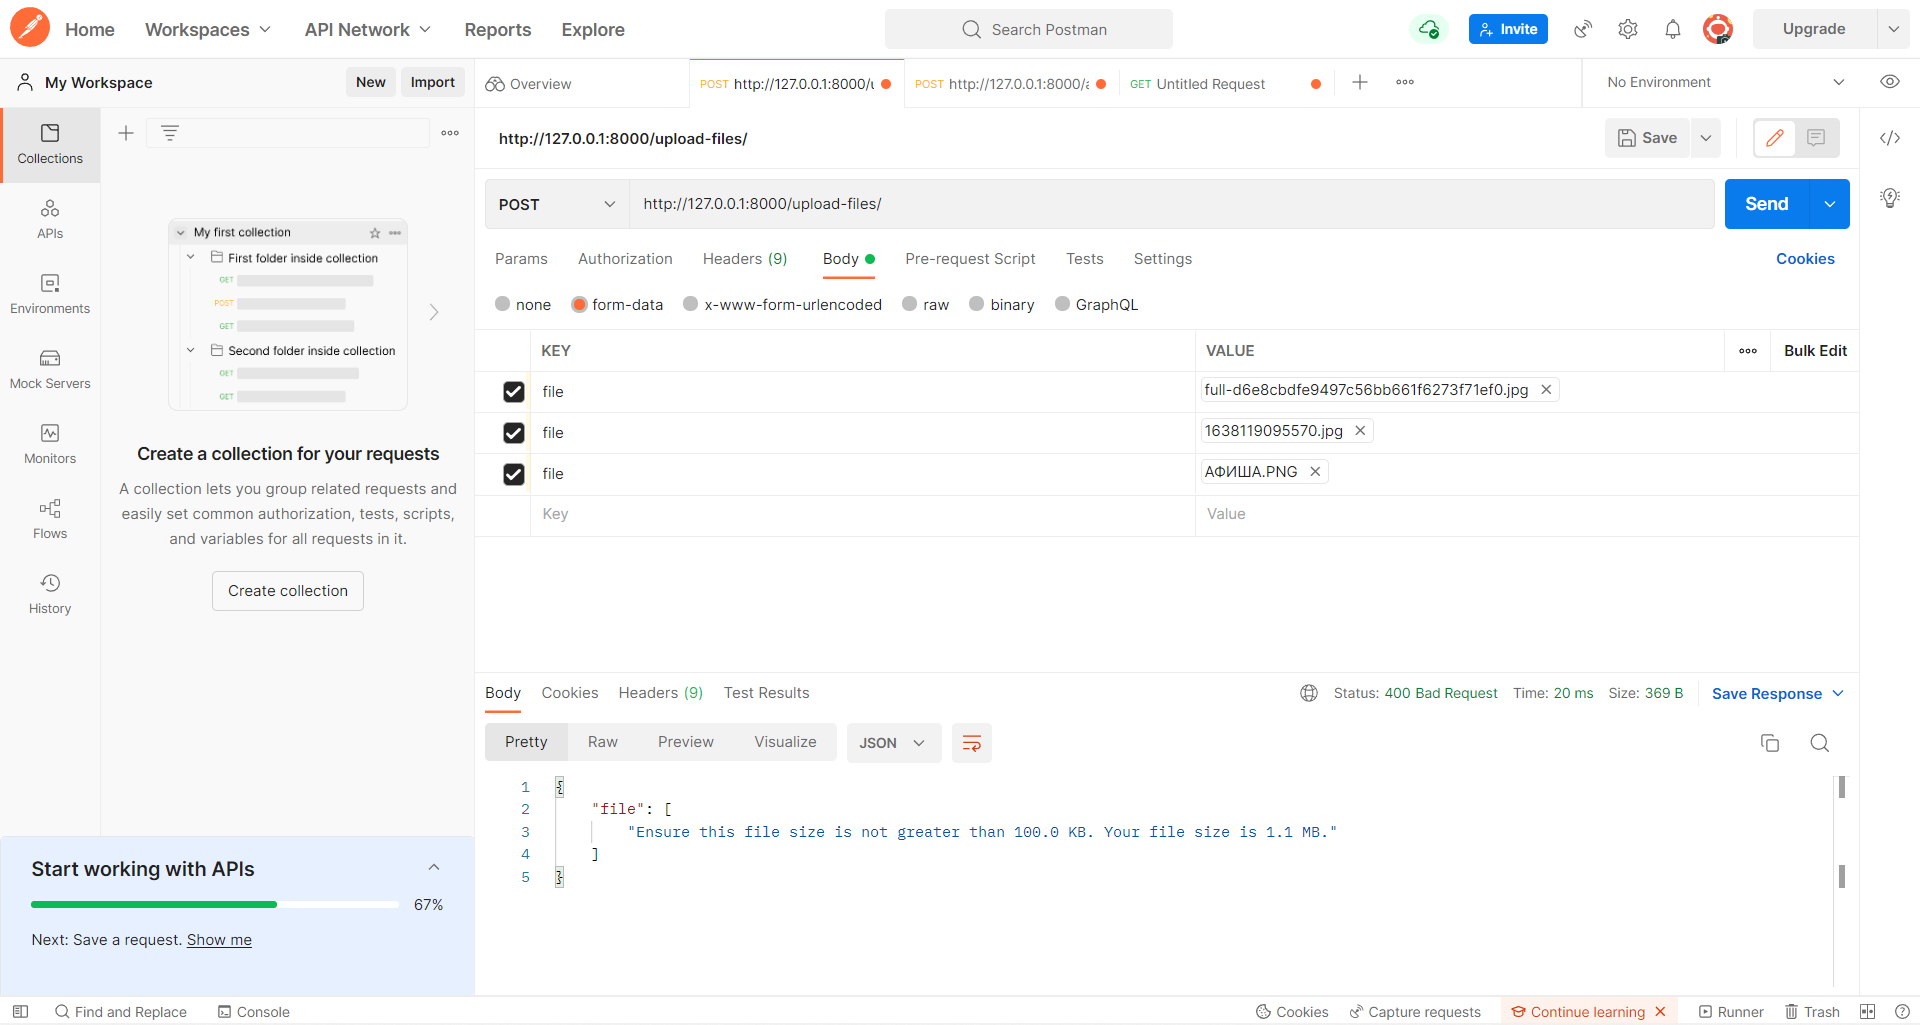 Home
Workspaces
API Network
Reports
Explore
Search Postman
Invite
Upgrade
My Workspace
New
Import
Overview
POST http://127.0.0.1:8000/u
POST http://127.0.0.1:8000/a
GET Untitled Request
No Environment
Collections
APIs
Environments
Mock Servers
Monitors
Flows
History
My first collection
First folder inside collection
GET
POST
GET
Second folder inside collection
GET
GET
Create a collection for your requests
A collection lets you group related requests and
easily set common authorization, tests, scripts,
and variables for all requests in it.
Create collection
Start working with APIs
67%
Next: Save a request. Show me
http://127.0.0.1:8000/upload-files/
Save
POST
http://127.0.0.1:8000/upload-files/
Send
Params
Authorization
Headers (9)
Body
Pre-request Script
Tests
Settings
Cookies
none
form-data
x-www-form-urlencoded
raw
binary
GraphQL
KEY
VALUE
Bulk Edit
file
full-d6e8cbdfe9497c56bb661f6273f71ef0.jpg
file
1638119095570.jpg
file
АФИША.PNG
Key
Value
Body
Cookies
Headers (9)
Test Results
Status: 400 Bad Request
Time: 20 ms
Size: 369 B
Save Response
Pretty
Raw
Preview
Visualize
JSON
1 {
2 "file": [
3 "Ensure this file size is not greater than 100.0 KB. Your file size is 1.1 MB."
4 ]
5 }
Find and Replace
Console
Cookies
Capture requests
Continue learning
Runner
Trash